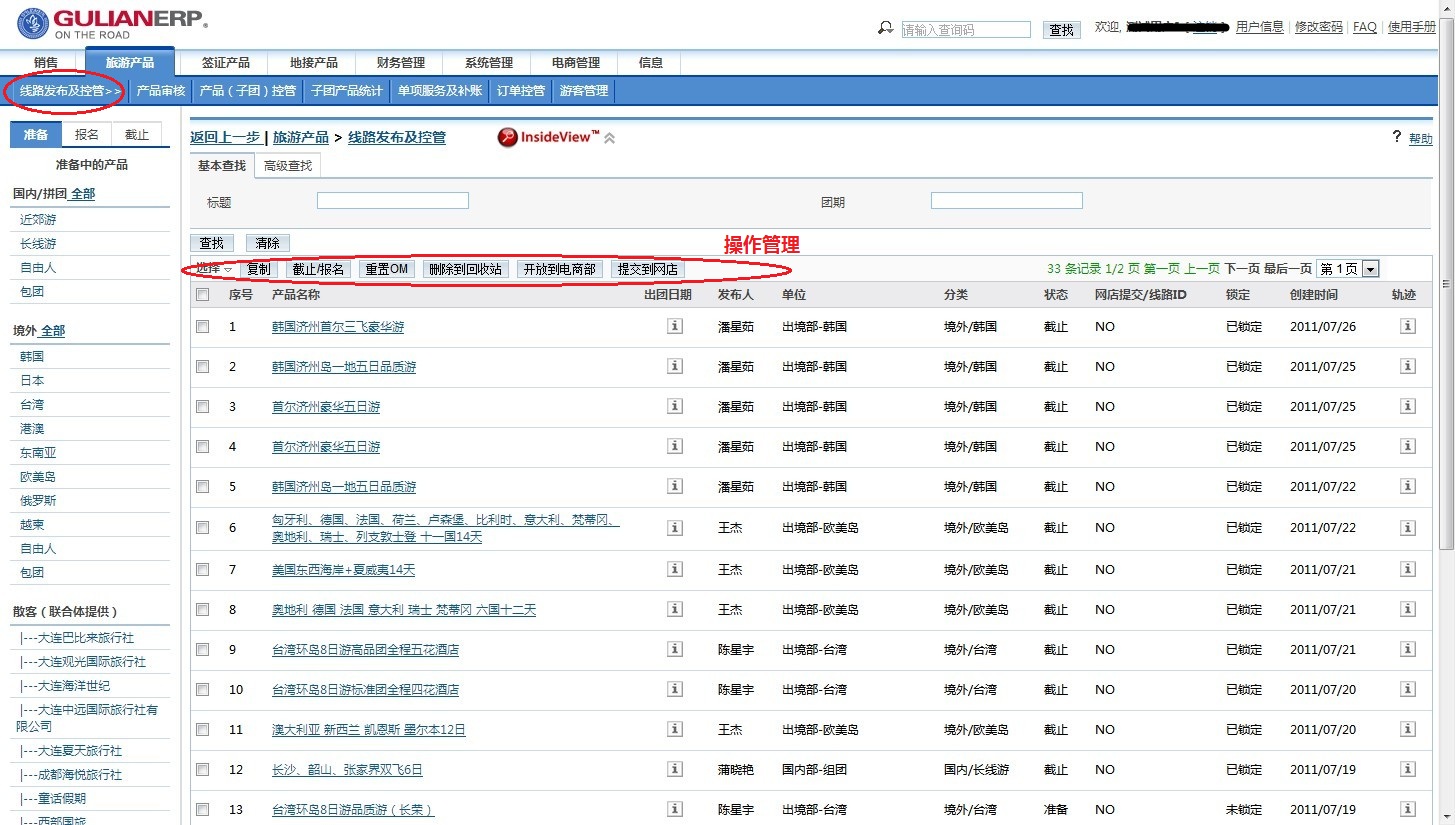 GULIANERP
ON THE ROAD
请输入查询码 查找 欢迎, 用户信息 | 修改密码 | FAQ | 使用手册
销售 旅游产品 签证产品 地接产品 财务管理 系统管理 电商管理 信息
线路发布及控管>> 产品审核 产品（子团）控管 子团产品统计 单项服务及补账 订单控管 游客管理
准备 报名 截止
准备中的产品
国内/拼团 全部
近郊游
长线游
自由人
包团
境外 全部
韩国
日本
台湾
港澳
东南亚
欧美岛
俄罗斯
越柬
自由人
包团
散客（联合体提供）
|---大连巴比来旅行社
|---大连观光国际旅行社
|---大连海洋世纪
|---大连中远国际旅行社有
限公司
|---大连夏天旅行社
|---成都海悦旅行社
|---童话假期
|---西部国旅
返回上一步 | 旅游产品 > 线路发布及控管 InsideView™ ? 帮助
基本查找 高级查找
标题 团期
查找 清除
操作管理
选择 复制 截止/报名 重置OM 删除到回收站 开放到电商部 提交到网店 33 条记录 1/2 页 第一页 上一页 下一页 最后一页 第 1 页
序号 产品名称 出团日期 发布人 单位 分类 状态 网店提交/线路ID 锁定 创建时间 轨迹
1 韩国济州首尔三飞豪华游 i 潘星茹 出境部-韩国 境外/韩国 截止 NO 已锁定 2011/07/26 i
2 韩国济州岛一地五日品质游 i 潘星茹 出境部-韩国 境外/韩国 截止 NO 已锁定 2011/07/25 i
3 首尔济州豪华五日游 i 潘星茹 出境部-韩国 境外/韩国 截止 NO 已锁定 2011/07/25 i
4 首尔济州豪华五日游 i 潘星茹 出境部-韩国 境外/韩国 截止 NO 已锁定 2011/07/25 i
5 韩国济州岛一地五日品质游 i 潘星茹 出境部-韩国 境外/韩国 截止 NO 已锁定 2011/07/22 i
6 匈牙利、德国、法国、荷兰、卢森堡、比利时、意大利、梵蒂冈、
奥地利、瑞士、列支敦士登 十一国14天 i 王杰 出境部-欧美岛 境外/欧美岛 截止 NO 已锁定 2011/07/22 i
7 美国东西海岸+夏威夷14天 i 王杰 出境部-欧美岛 境外/欧美岛 截止 NO 已锁定 2011/07/21 i
8 奥地利 德国 法国 意大利 瑞士 梵蒂冈 六国十二天 i 王杰 出境部-欧美岛 境外/欧美岛 截止 NO 已锁定 2011/07/21 i
9 台湾环岛8日游高品团全程五花酒店 i 陈星宇 出境部-台湾 境外/台湾 截止 NO 已锁定 2011/07/21 i
10 台湾环岛8日游标准团全程四花酒店 i 陈星宇 出境部-台湾 境外/台湾 截止 NO 已锁定 2011/07/20 i
11 澳大利亚 新西兰 凯恩斯 墨尔本12日 i 王杰 出境部-欧美岛 境外/欧美岛 截止 NO 已锁定 2011/07/20 i
12 长沙、韶山、张家界双飞6日 i 蒲晓艳 国内部-组团 国内/长线游 截止 NO 已锁定 2011/07/19 i
13 台湾环岛8日游品质游（长荣） i 陈星宇 出境部-台湾 境外/台湾 准备 NO 未锁定 2011/07/19 i